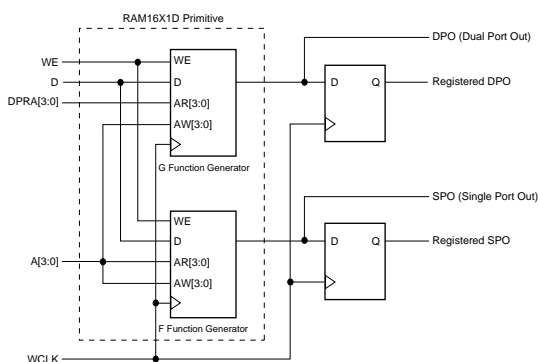 RAM16X1D Primitive
DPO (Dual Port Out)
WE
WE
D
D
D
Q
Registered DPO
DPRA[3:0]
AR[3:0]
AW[3:0]
G Function Generator
SPO (Single Port Out)
WE
D
D
Q
Registered SPO
A[3:0]
AR[3:0]
AW[3:0]
F Function Generator
WCLK